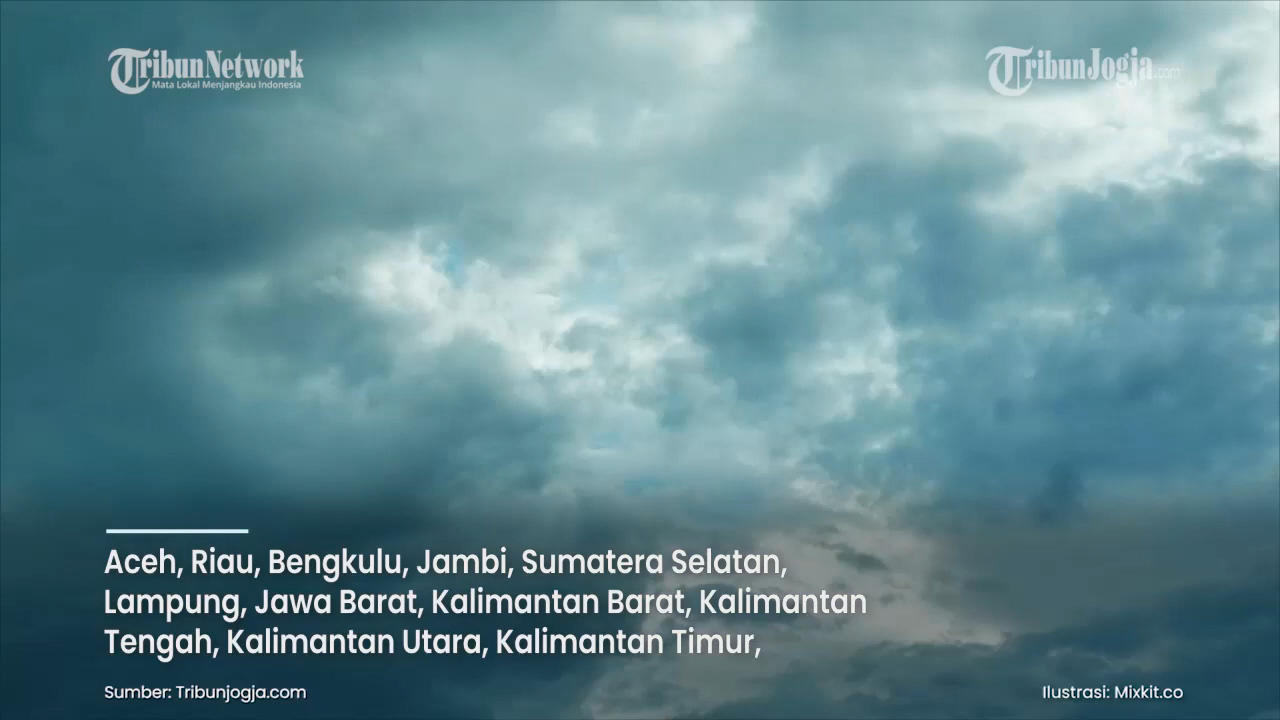 TribunNetwork
Mata Lokal Menjangkau Indonesia
TribunJogja.com
Aceh, Riau, Bengkulu, Jambi, Sumatera Selatan,
Lampung, Jawa Barat, Kalimantan Barat, Kalimantan
Tengah, Kalimantan Utara, Kalimantan Timur,
Sumber: Tribunjogja.com
Ilustrasi: Mixkit.co